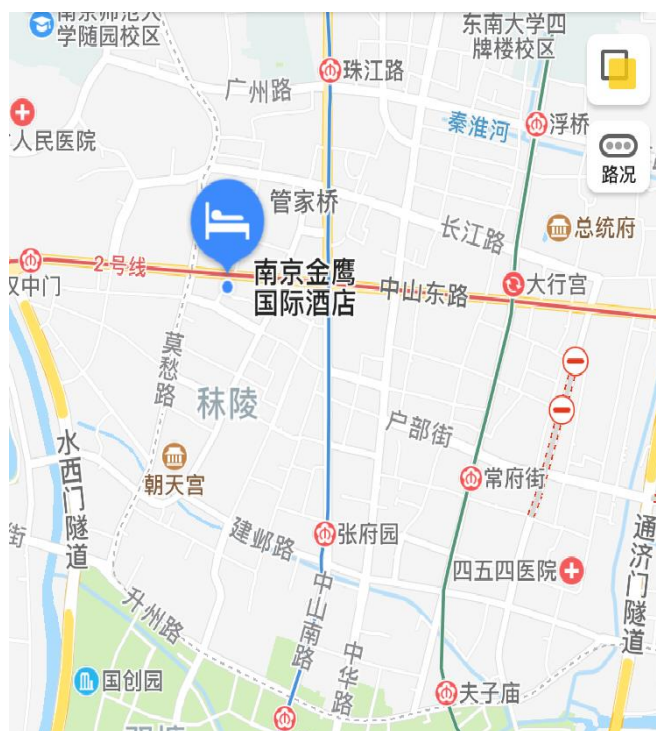 学随园校区
东南大学四
牌楼校区
珠江路
广州路
秦淮河
浮桥
人民医院
路况
管家桥
长江路
总统府
2号线
汉中门
南京金鹰
国际酒店
中山东路
大行宫
莫愁路
秣陵
户部街
水西门隧道
朝天宫
常府街
街
建邺路
张府园
四五四医院
通济门隧道
升州路
中山南路
中华路
国创园
夫子庙